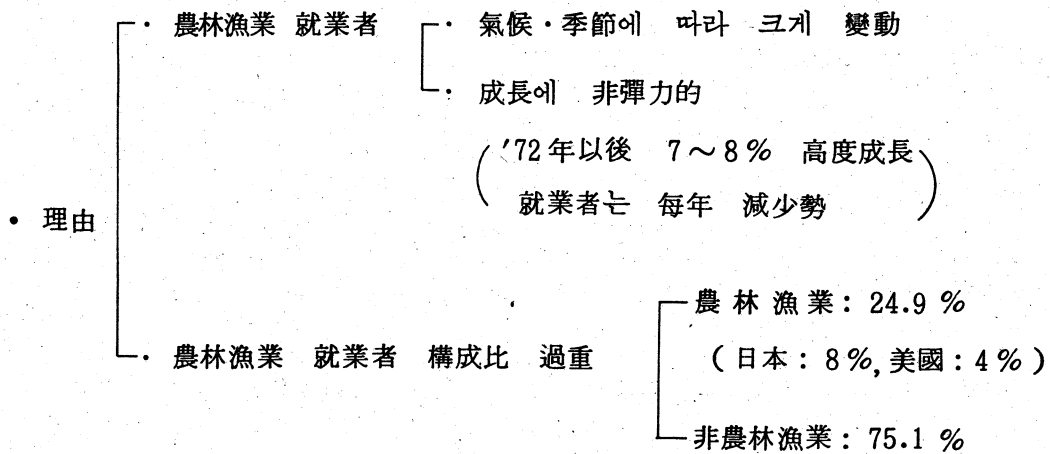 · 農林漁業 就業者
· 氣候·季節에 따라 크게 變動
· 成長에 非彈力的
('72年以後 7~8% 高度成長
就業者는 每年 減少勢)
• 理由
· 農林漁業 就業者 構成比 過重
農林漁業: 24.9 %
(日本: 8%, 美國: 4%)
非農林漁業: 75.1 %